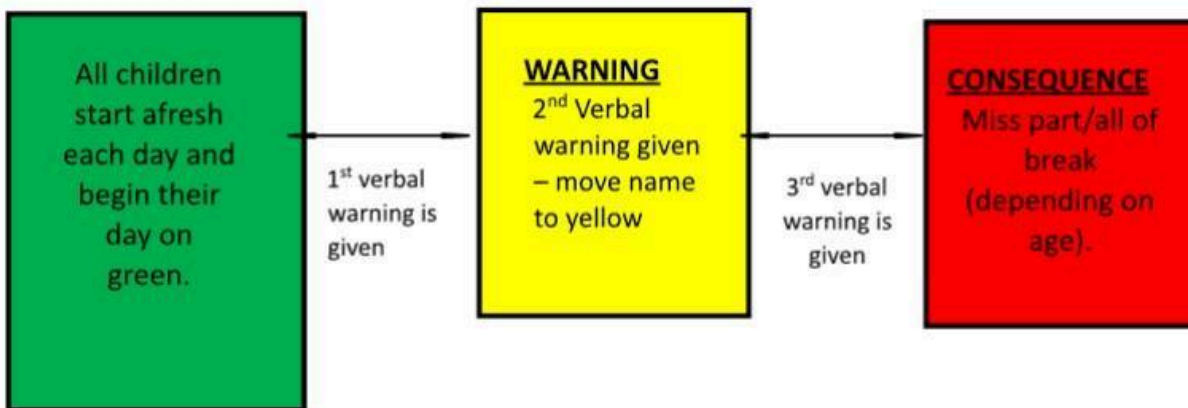 All children
start afresh
each day and
begin their
day on
green.
1st verbal
warning is
given
WARNING
2nd Verbal
warning given
– move name
to yellow
3rd verbal
warning is
given
CONSEQUENCE
Miss part/all of
break
(depending on
age).